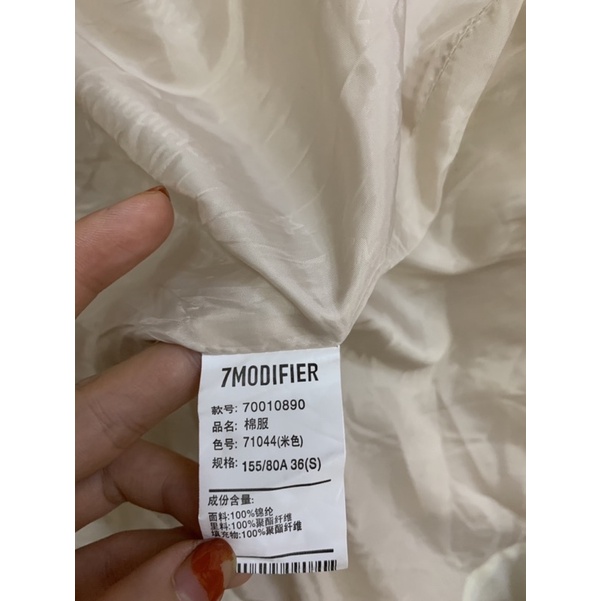 7MODIFIER
款号: 70010890
品名: 棉服
色号: 71044(米色)
规格: 155/80A 36(S)
成份含量:
面料:100%锦纶
里料:100%聚酯纤维
填充物:100%聚酯纤维